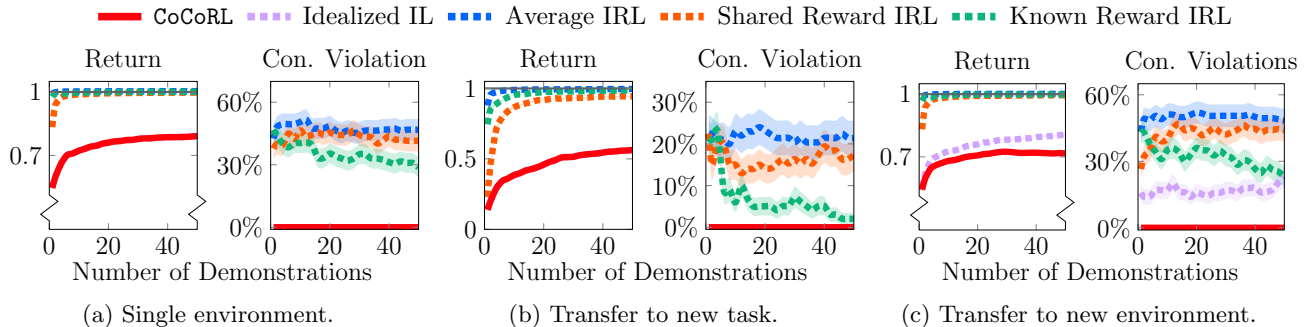 CoCoRL Idealized IL Average IRL Shared Reward IRL Known Reward IRL
Return Con. Violation Return Con. Violation Return Con. Violations
1
0.7
0 20 40
60%
30%
0%
0 20 40
1
0.5
0
0 20 40
30%
20%
10%
0%
0 20 40
1
0.7
0 20 40
60%
30%
0%
0 20 40
Number of Demonstrations Number of Demonstrations Number of Demonstrations
(a) Single environment. (b) Transfer to new task. (c) Transfer to new environment.